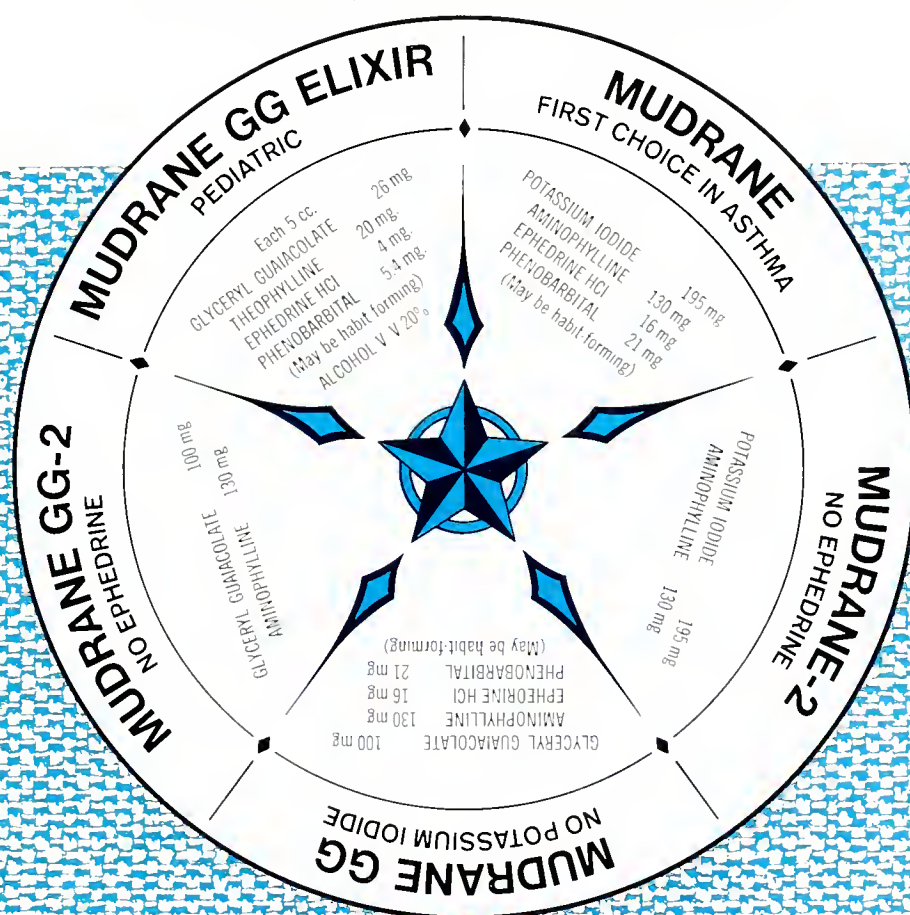 MUDRANE GG ELIXIR
PEDIATRIC
Each 5 cc.
GLYCERYL GUAIACOLATE 26 mg
THEOPHYLLINE 20 mg.
EPHEDRINE HCl 4 mg.
PHENOBARBITAL 5.4 mg.
(May be habit forming)
ALCOHOL V V 20%
MUDRANE
FIRST CHOICE IN ASTHMA
POTASSIUM IODIDE 195 mg
AMINOPHYLLINE 130 mg
EPHEDRINE HCl 16 mg
PHENOBARBITAL 21 mg
(May be habit forming)
MUDRANE-2
NO EPHEDRINE
POTASSIUM IODIDE 195 mg
AMINOPHYLLINE 130 mg
MUDRANE GG
NO POTASSIUM IODIDE
GLYCERYL GUAIACOLATE 100 mg
AMINOPHYLLINE 130 mg
EPHEDRINE HCl 16 mg
PHENOBARBITAL 21 mg
(May be habit-forming)
MUDRANE GG-2
NO EPHEDRINE
GLYCERYL GUAIACOLATE 100 mg
AMINOPHYLLINE 130 mg